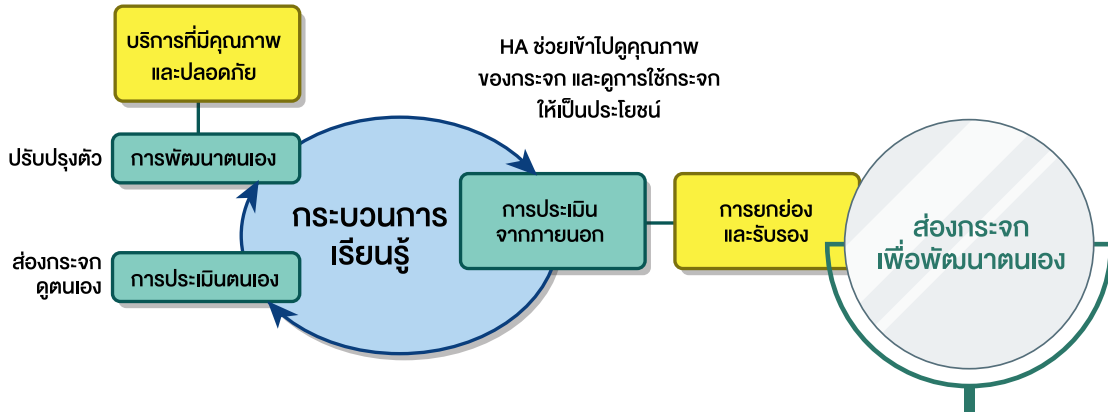 บริการที่มีคุณภาพ
และปลอดภัย
HA ช่วยเข้าไปดูคุณภาพ
ของกระจก และดูการใช้กระจก
ให้เป็นประโยชน์
ปรับปรุงตัว
การพัฒนาตนเอง
กระบวนการ
เรียนรู้
การประเมิน
จากภายนอก
การยกย่อง
และรับรอง
ส่องกระจก
เพื่อพัฒนาตนเอง
ส่องกระจก
ดูตนเอง
การประเมินตนเอง